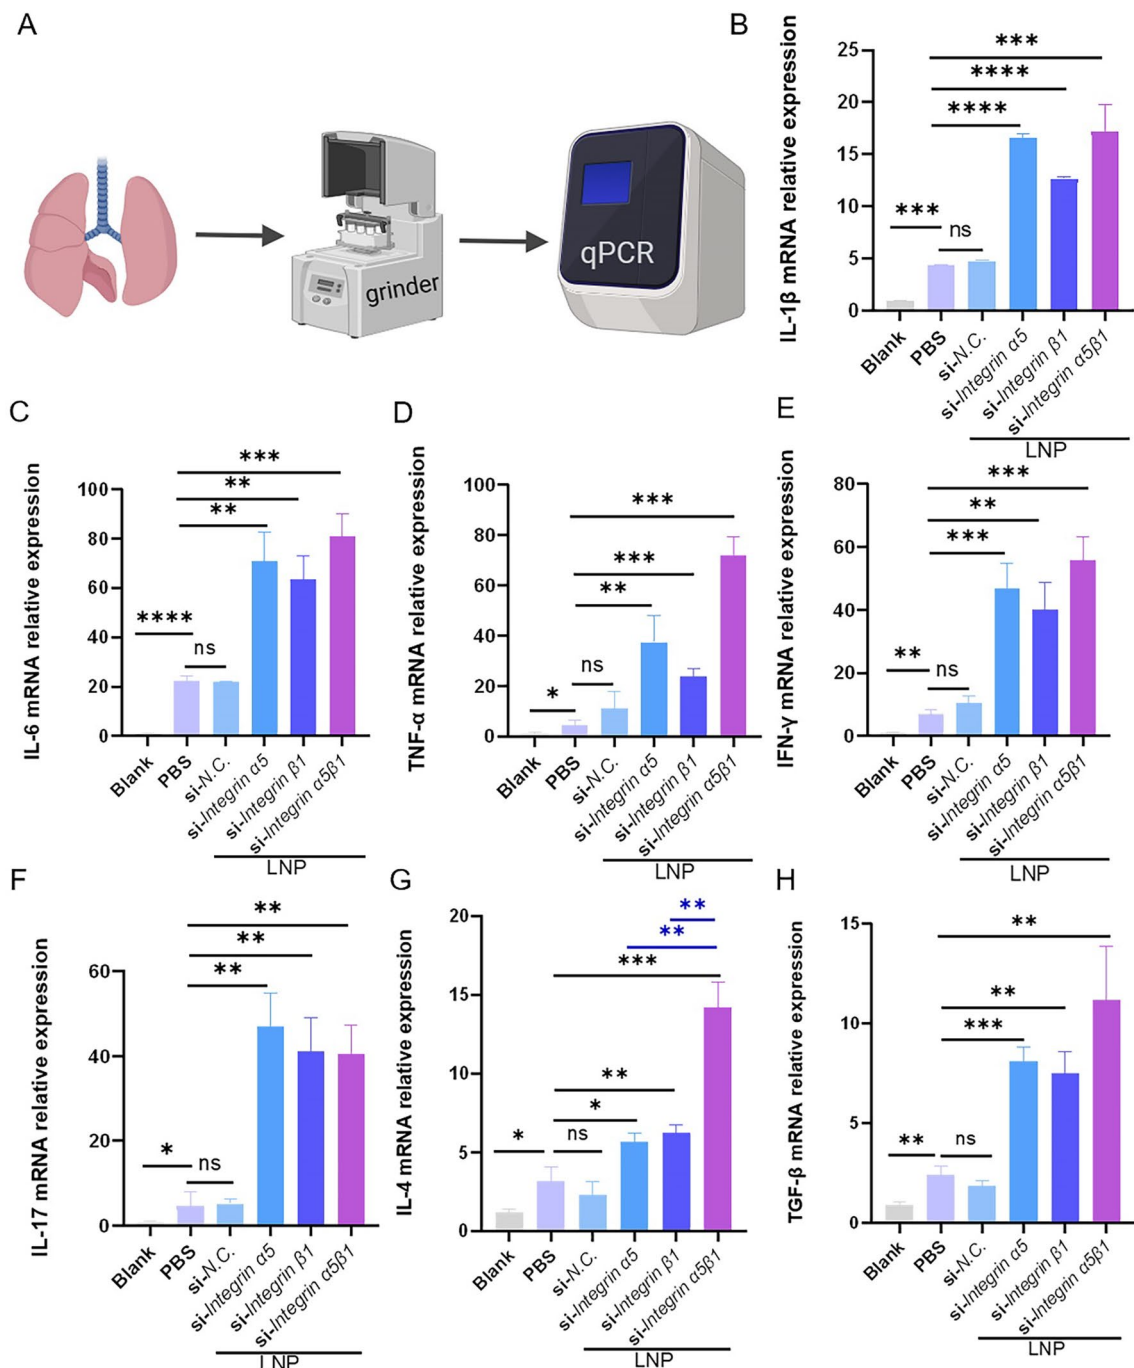 A
grinder
qPCR
B
IL-1β mRNA relative expression
25
20
15
10
5
0
***
****
****
***
ns
Blank
PBS
si-N.C.
si-Integrin α5
si-Integrin β1
si-Integrin α5β1
LNP
C
IL-6 mRNA relative expression
100
80
60
40
20
0
***
**
**
****
ns
Blank
PBS
si-N.C.
si-Integrin α5
si-Integrin β1
si-Integrin α5β1
LNP
D
TNF-α mRNA relative expression
100
80
60
40
20
0
***
***
**
ns
*
Blank
PBS
si-N.C.
si-Integrin α5
si-Integrin β1
si-Integrin α5β1
LNP
E
IFN-γ mRNA relative expression
80
60
40
20
0
***
**
***
**
ns
Blank
PBS
si-N.C.
si-Integrin α5
si-Integrin β1
si-Integrin α5β1
LNP
F
IL-17 mRNA relative expression
60
40
20
0
**
**
**
*
ns
Blank
PBS
si-N.C.
si-Integrin α5
si-Integrin β1
si-Integrin α5β1
LNP
G
IL-4 mRNA relative expression
20
15
10
5
0
**
**
***
**
*
*
ns
Blank
PBS
si-N.C.
si-Integrin α5
si-Integrin β1
si-Integrin α5β1
LNP
H
TGF-β mRNA relative expression
15
10
5
0
**
**
***
**
ns
Blank
PBS
si-N.C.
si-Integrin α5
si-Integrin β1
si-Integrin α5β1
LNP